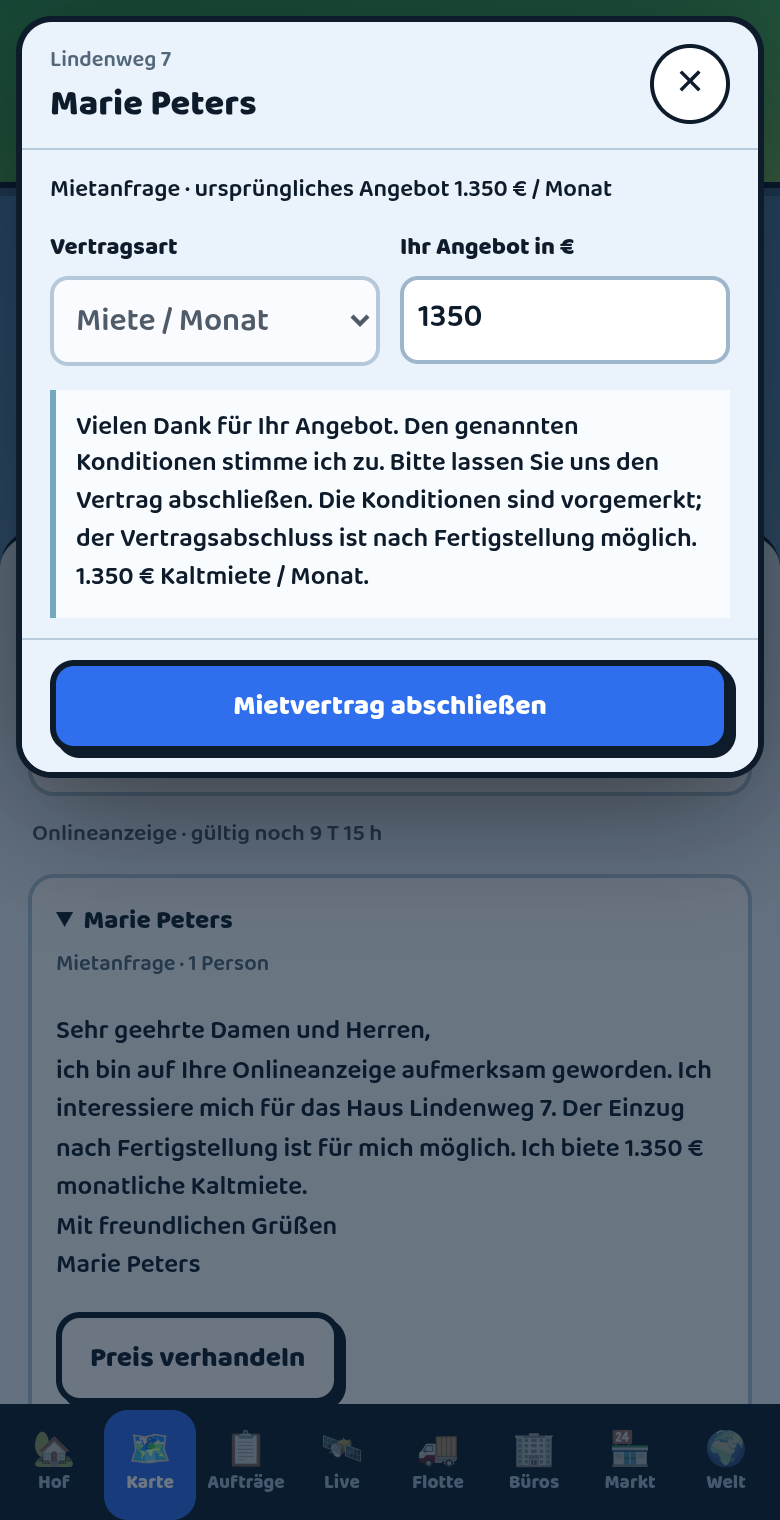 Lindenweg 7
Marie Peters
Mietanfrage · ursprüngliches Angebot 1.350 € / Monat
Vertragsart
Ihr Angebot in €
Miete / Monat
1350
Vielen Dank für Ihr Angebot. Den genannten
Konditionen stimme ich zu. Bitte lassen Sie uns den
Vertrag abschließen. Die Konditionen sind vorgemerkt;
der Vertragsabschluss ist nach Fertigstellung möglich.
1.350 € Kaltmiete / Monat.
Mietvertrag abschließen
Onlineanzeige · gültig noch 9 T 15 h
Marie Peters
Mietanfrage · 1 Person
Sehr geehrte Damen und Herren,
ich bin auf Ihre Onlineanzeige aufmerksam geworden. Ich
interessiere mich für das Haus Lindenweg 7. Der Einzug
nach Fertigstellung ist für mich möglich. Ich biete 1.350 €
monatliche Kaltmiete.
Mit freundlichen Grüßen
Marie Peters
Preis verhandeln
24
Hof
Karte
Aufträge
Live
Flotte
Büros
Markt
Welt